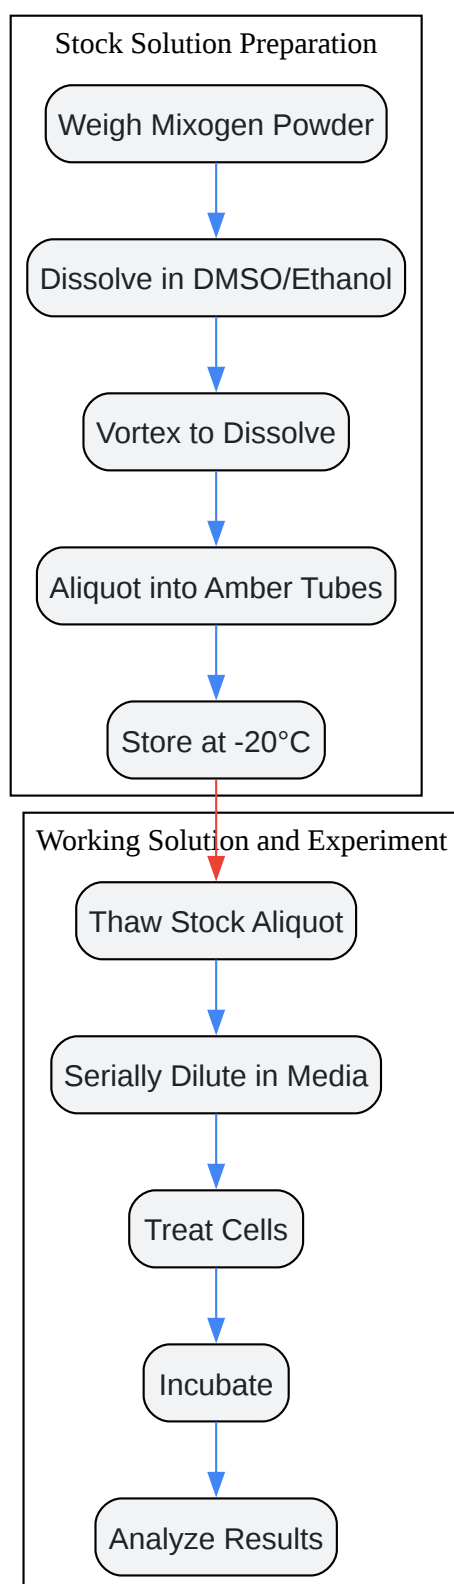 Stock Solution Preparation
Weigh Mixogen Powder
Dissolve in DMSO/Ethanol
Vortex to Dissolve
Aliquot into Amber Tubes
Store at -20°C
Working Solution and Experiment
Thaw Stock Aliquot
Serially Dilute in Media
Treat Cells
Incubate
Analyze Results